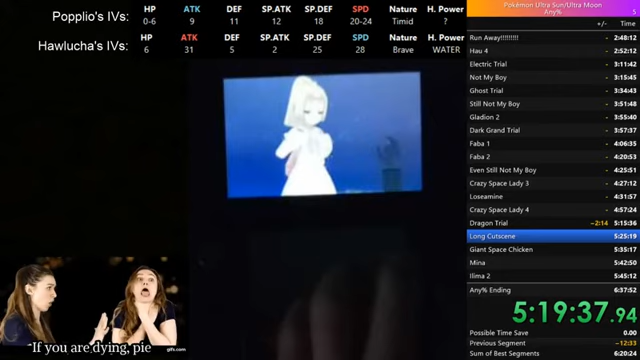 HP ATK DEF SP.ATK SP.DEF SPD Nature H. Power
Popplio's IVs: 0-6 9 11 12 18 20-24 Timid ?
HP ATK DEF SP.ATK SP.DEF SPD Nature H. Power
Hawlucha's IVs: 6 31 5 2 25 28 Brave WATER
Pokémon Ultra Sun/Ultra Moon
Any% 5
+/- Time
Run Away!!!!!!!!! - 2:48:12
Hau 4 - 2:52:12
Electric Trial - 3:11:42
Not My Boy - 3:15:45
Ghost Trial - 3:34:43
Still Not My Boy - 3:51:48
Gladion 2 - 3:55:40
Dark Grand Trial - 3:57:37
Faba 1 - 4:06:35
Faba 2 - 4:20:53
Even Still Not My Boy - 4:25:51
Crazy Space Lady 3 - 4:27:12
Loseamine - 4:31:57
Crazy Space Lady 4 - 4:57:24
Dragon Trial -2:14 5:15:36
Long Cutscene 5:25:19
Giant Space Chicken 5:35:17
Mina 5:42:50
Ilima 2 5:45:12
Any% Ending 6:37:52
5:19:37.94
Possible Time Save 0.00
Previous Segment -12:33
Sum of Best Segments 6:20:24
"If you are dying, pie
gifs.com